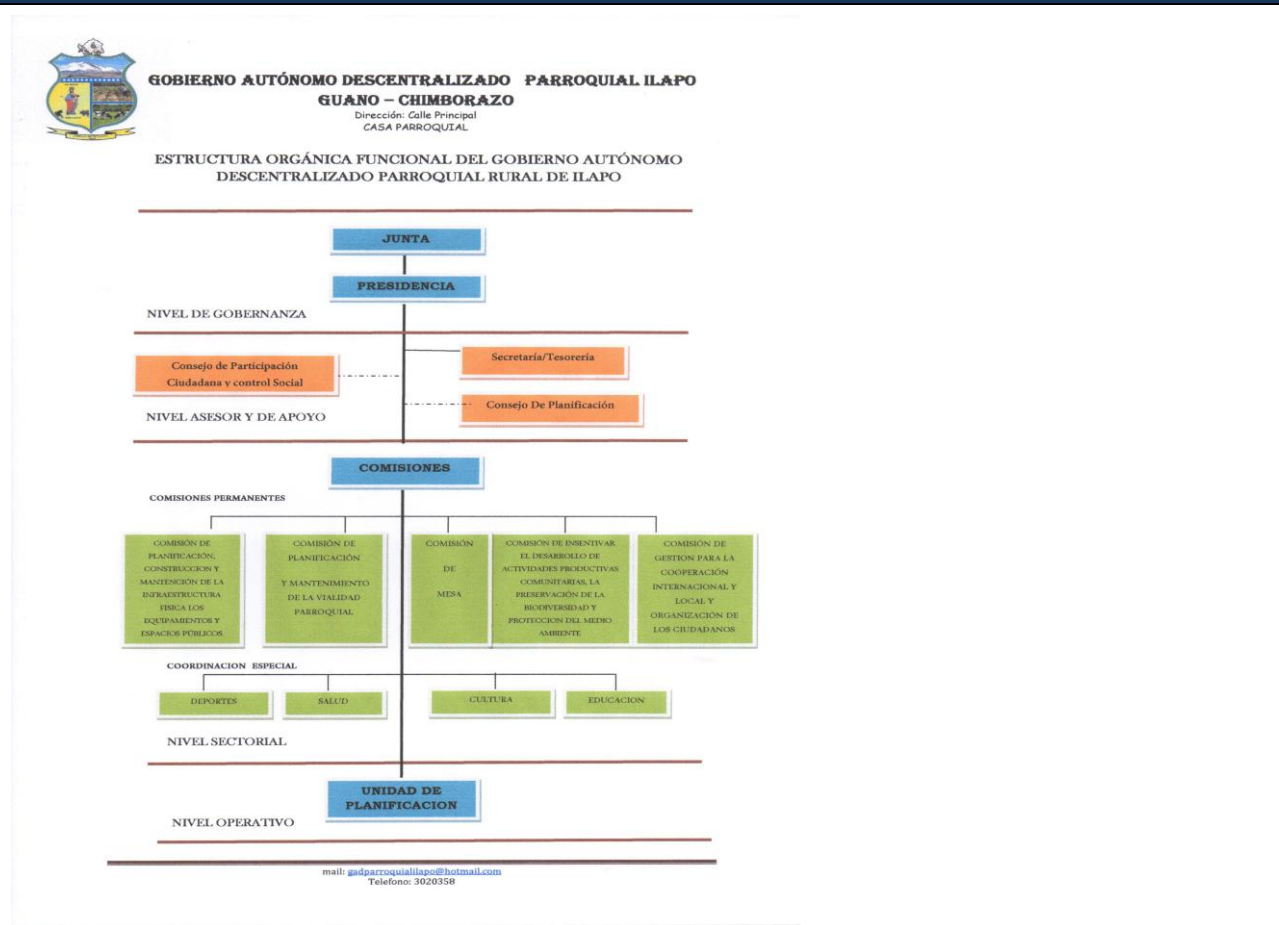 GOBIERNO AUTÓNOMO DESCENTRALIZADO PARROQUIAL ILAPO
GUANO – CHIMBORAZO
Dirección: Calle Principal
CASA PARROQUIAL
ESTRUCTURA ORGÁNICA FUNCIONAL DEL GOBIERNO AUTÓNOMO
DESCENTRALIZADO PARROQUIAL RURAL DE ILAPO
JUNTA
PRESIDENCIA
NIVEL DE GOBERNANZA
Consejo de Participación
Ciudadana y control Social
Secretaría/Tesorería
Consejo De Planificación
NIVEL ASESOR Y DE APOYO
COMISIONES
COMISIONES PERMANENTES
COMISIÓN DE
PLANIFICACIÓN,
CONSTRUCCION Y
MANTENCIÓN DE LA
INFRAESTRUCTURA
FISICA LOS
EQUIPAMIENTOS Y
ESPACIOS PÚBLICOS
COMISIÓN DE
PLANIFICACIÓN
Y MANTENIMIENTO
DE LA VIALIDAD
PARROQUIAL
COMISIÓN
DE
MESA
COMISIÓN DE INSENTIVAR
EL DESARROLLO DE
ACTIVIDADES PRODUCTIVAS
COMUNITARIAS, LA
PRESERVACIÓN DE LA
BIODIVERSIDAD Y
PROTECCION DEL MEDIO
AMBIENTE
COMISIÓN DE
GESTION PARA LA
COOPERACIÓN
INTERNACIONAL Y
LOCAL Y
ORGANIZACIÓN DE
LOS CIUDADANOS
COORDINACION ESPECIAL
DEPORTES
SALUD
CULTURA
EDUCACION
NIVEL SECTORIAL
UNIDAD DE
PLANIFICACION
NIVEL OPERATIVO
mail: gadparroquialilapo@hotmail.com
Telefono: 3020358